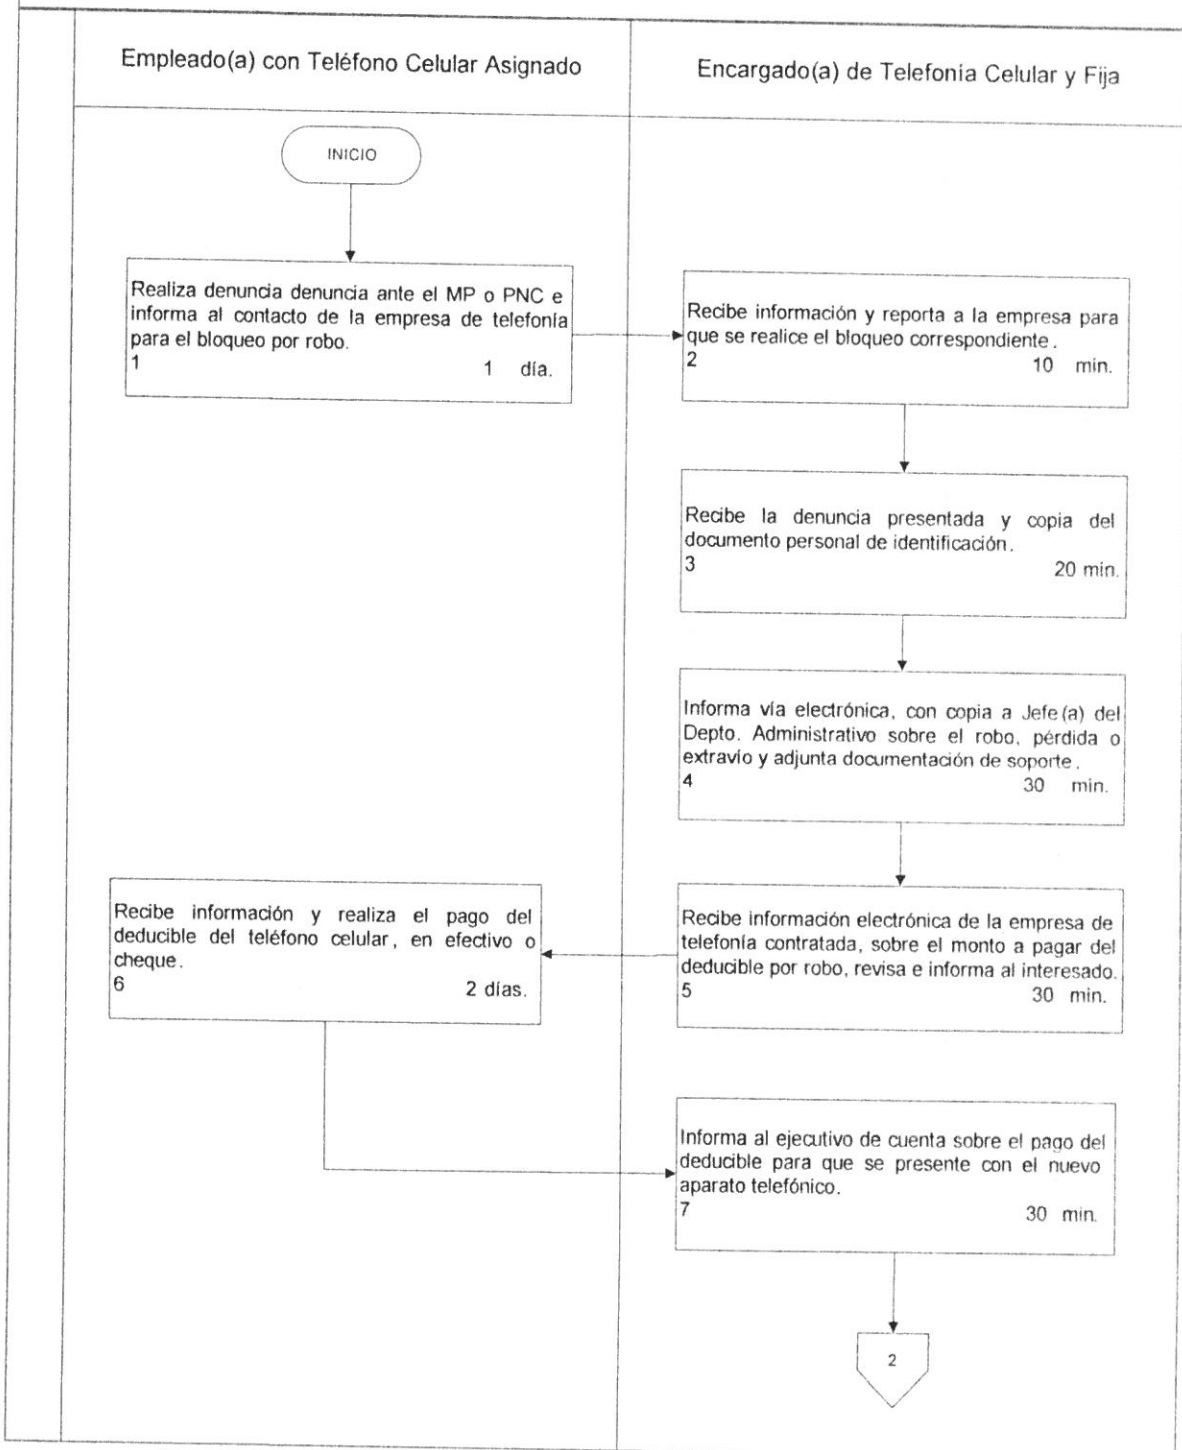 Empleado(a) con Teléfono Celular Asignado
Encargado(a) de Telefonía Celular y Fija
INICIO
Realiza denuncia denuncia ante el MP o PNC e
informa al contacto de la empresa de telefonía
para el bloqueo por robo.
1 1 día.
Recibe información y reporta a la empresa para
que se realice el bloqueo correspondiente.
2 10 min.
Recibe la denuncia presentada y copia del
documento personal de identificación.
3 20 min.
Informa vía electrónica, con copia a Jefe(a) del
Depto. Administrativo sobre el robo, pérdida o
extravío y adjunta documentación de soporte.
4 30 min.
Recibe información electrónica de la empresa de
telefonía contratada, sobre el monto a pagar del
deducible por robo, revisa e informa al interesado.
5 30 min.
Recibe información y realiza el pago del
deducible del teléfono celular, en efectivo o
cheque.
6 2 días.
Informa al ejecutivo de cuenta sobre el pago del
deducible para que se presente con el nuevo
aparato telefónico.
7 30 min.
2